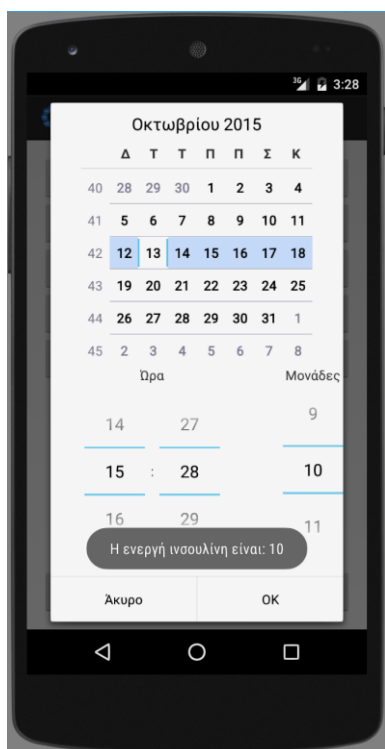 3G 3:28
Οκτωβρίου 2015
Δ Τ Τ Π Π Σ Κ
40 28 29 30 1 2 3 4
41 5 6 7 8 9 10 11
42 12 13 14 15 16 17 18
43 19 20 21 22 23 24 25
44 26 27 28 29 30 31 1
45 2 3 4 5 6 7 8
Ώρα Μονάδες
14 27 9
15 : 28 10
16 29 11
Η ενεργή ινσουλίνη είναι: 10
Άκυρο OK